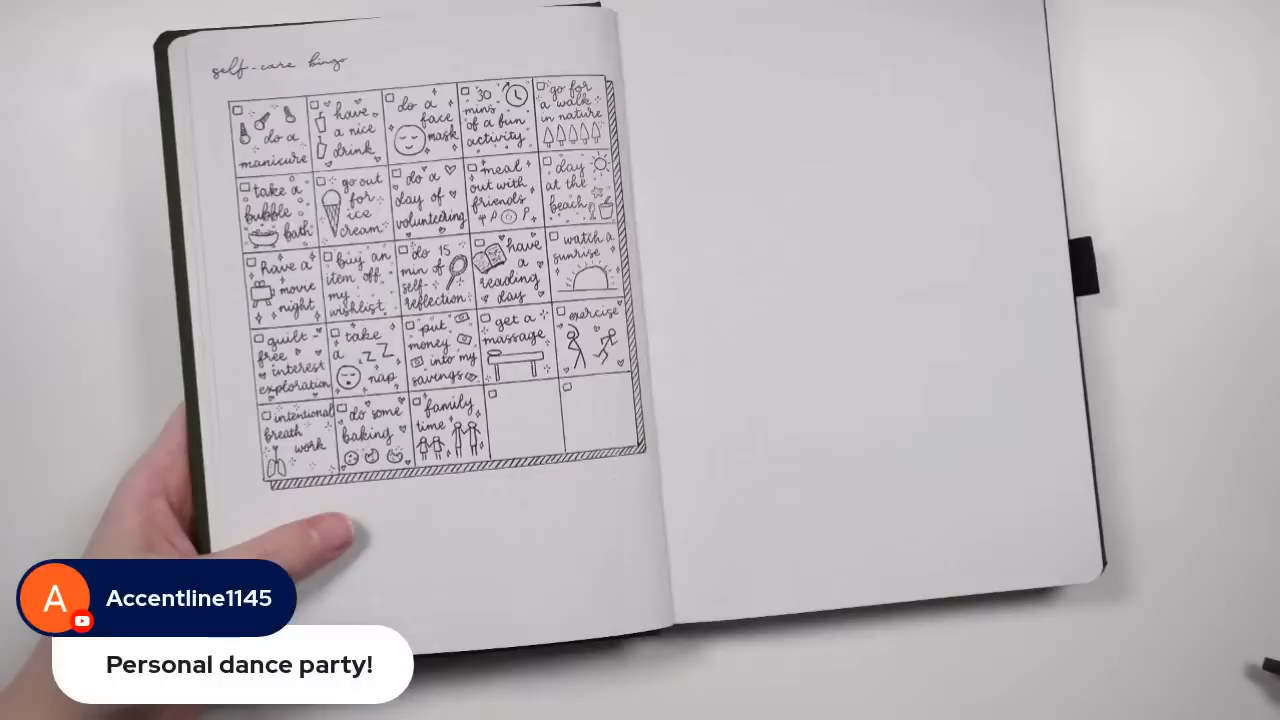 self-care bingo
do a
manicure
have
a nice
drink
do a
face
mask
30
mins
of a fun
activity
go for
a walk
in nature
take a
bubble
bath
go out
for
ice
cream
do a
day of
volunteering
meal
out with
friends
day
at the
beach
have a
movie
night
buy an
item off
my
wishlist
do 15
min of
self-
reflection
have
a
reading
day
watch a
sunrise
guilt-
free
interest
exploration
take
a z z z
nap
put
money
into my
savings
get a
massage
exercise
intentional
breath
work
do some
baking
family
time
A
Accentline1145
Personal dance party!